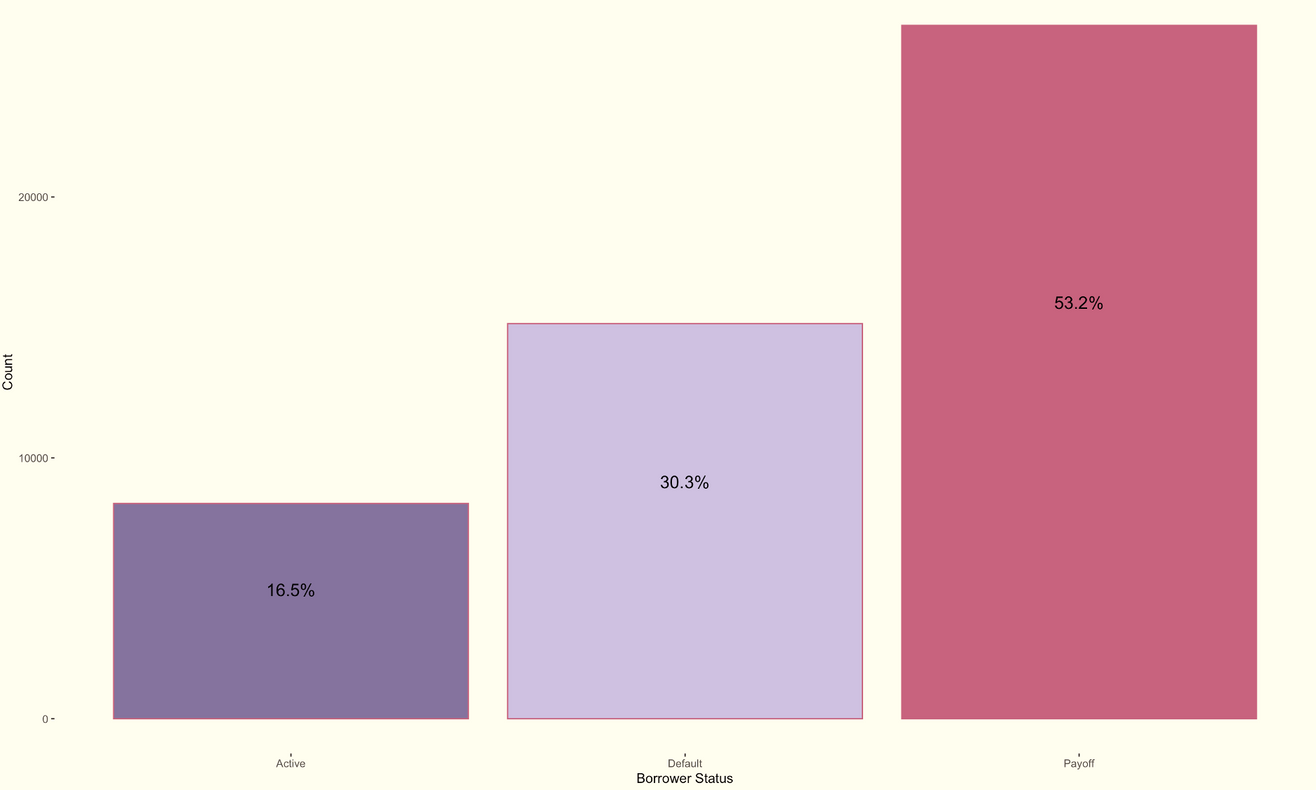 53.2%
30.3%
16.5%
20000
10000
0
Count
Active
Default
Payoff
Borrower Status